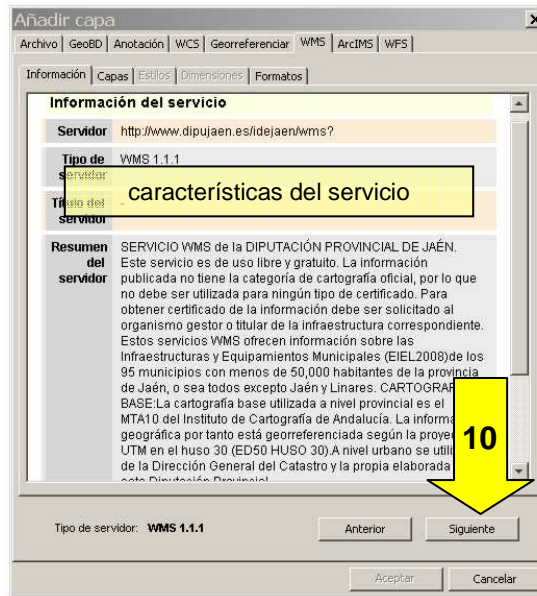 Añadir capa
Archivo GeoBD Anotación WCS Georreferenciar WMS ArcIMS WFS
Información Capas Estilos Dimensiones Formatos
Información del servicio
Servidor http://www.dipujaen.es/idejaen/wms?
Tipo de WMS 1.1.1
servidor
características del servicio
Título del -
servidor
Resumen SERVICIO WMS de la DIPUTACIÓN PROVINCIAL DE JAÉN.
del Este servicio es de uso libre y gratuito. La información
servidor publicada no tiene la categoría de cartografía oficial, por lo que
no debe ser utilizada para ningún tipo de certificado. Para
obtener certificado de la información debe ser solicitado al
organismo gestor o titular de la infraestructura correspondiente.
Estos servicios WMS ofrecen información sobre las
Infraestructuras y Equipamientos Municipales (EIEL2008)de los
95 municipios con menos de 50,000 habitantes de la provincia
de Jaén, o sea todos excepto Jaén y Linares.
BASE:La cartografía base utilizada a nivel provincial es el
MTA10 del Instituto de Cartografía de Andalucía. La
geográfica por tanto está georreferenciada según la
UTM en el huso 30 (ED50 HUSO 30).A nivel urbano se
de la Dirección General del Catastro y la propia elaborada
esta Diputación Provincial
10
Tipo de servidor: WMS 1.1.1 Anterior Siguiente
Aceptar Cancelar